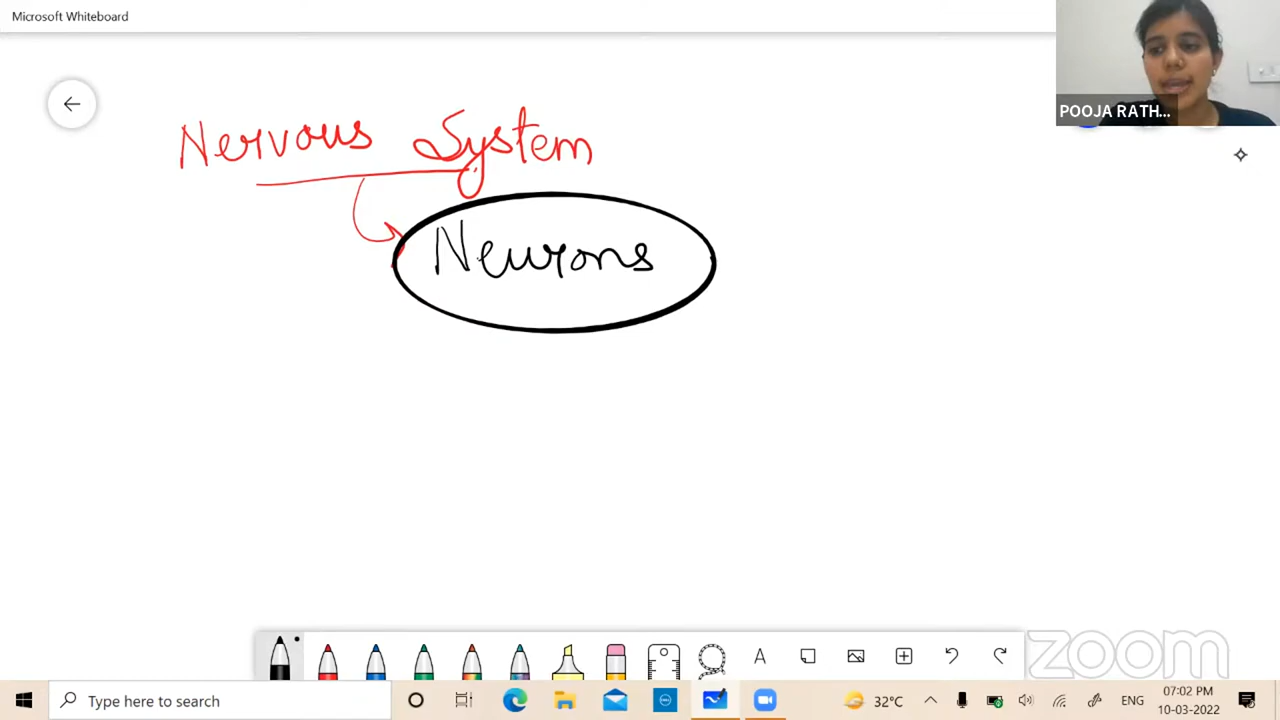 Microsoft Whiteboard
POOJA RATH...
Nervous System
Neurons
A
zoom
Type here to search
32°C
ENG
07:02 PM
10-03-2022